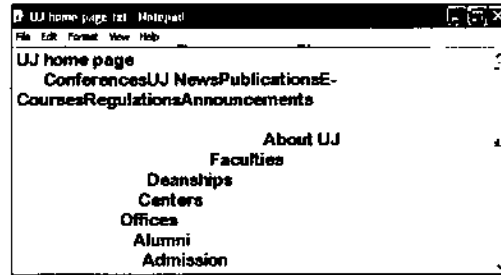 UJ home page.txt - Notepad
File Edit Format View Help
UJ home page
ConferencesUJ NewsPublicationsE-
CoursesRegulationsAnnouncements
About UJ
Faculties
Deanships
Centers
Offices
Alumni
Admission